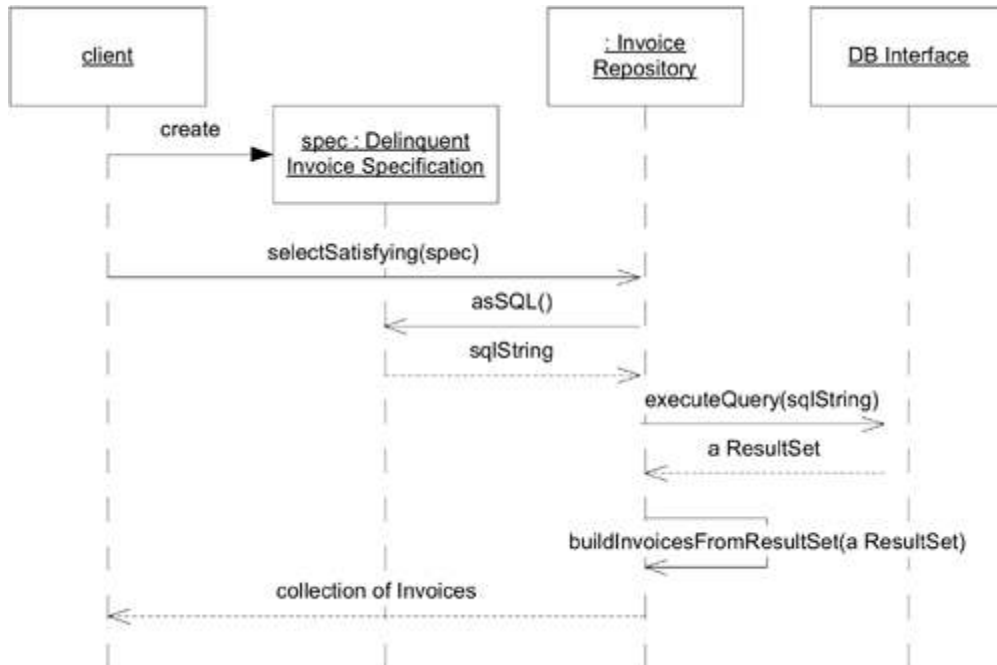 client
: Invoice
Repository
DB Interface
create
spec : Delinquent
Invoice Specification
selectSatisfying(spec)
asSQL()
sqlString
executeQuery(sqlString)
a ResultSet
buildInvoicesFromResultSet(a ResultSet)
collection of Invoices